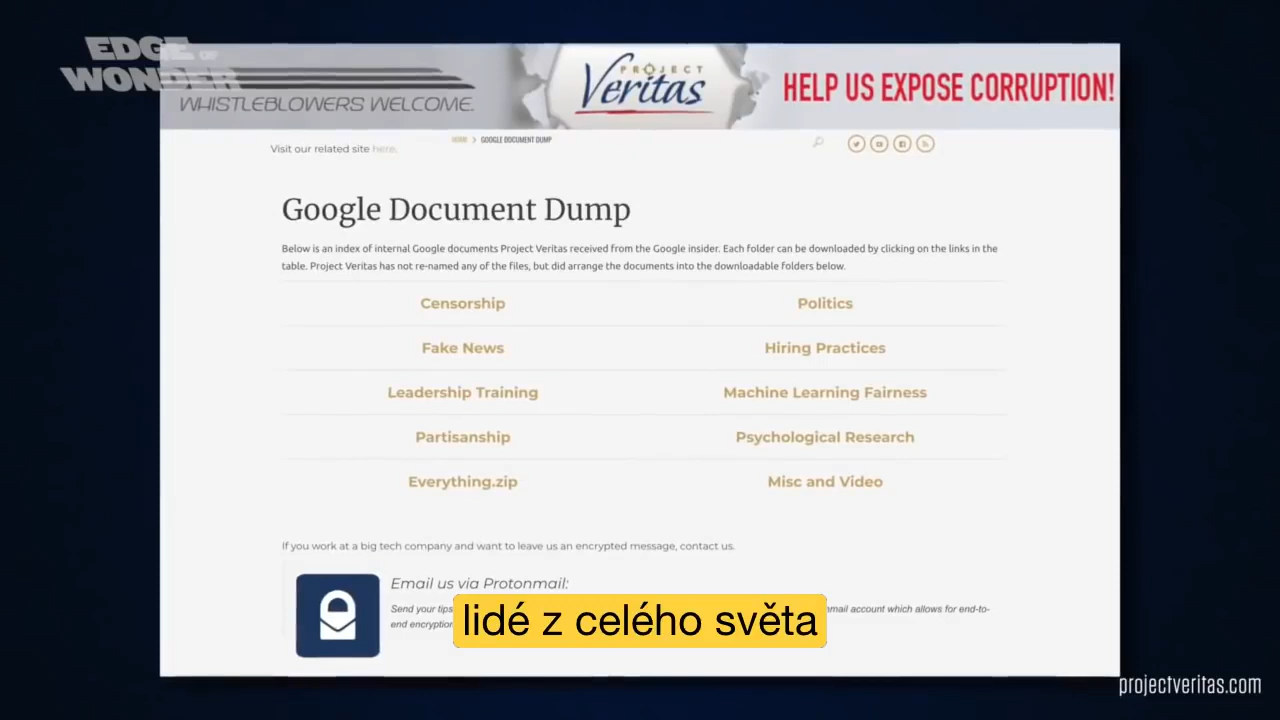 EDGE OF
WONDER
WHISTLEBLOWERS WELCOME.
PROJECT
Veritas
HELP US EXPOSE CORRUPTION!
Visit our related site here.
HOME > GOOGLE DOCUMENT DUMP
Google Document Dump
Below is an index of internal Google documents Project Veritas received from the Google insider. Each folder can be downloaded by clicking on the links in the
table. Project Veritas has not re-named any of the files, but did arrange the documents into the downloadable folders below.
Censorship Politics
Fake News Hiring Practices
Leadership Training Machine Learning Fairness
Partisanship Psychological Research
Everything.zip Misc and Video
If you work at a big tech company and want to leave us an encrypted message, contact us.
Email us via Protonmail:
Send your tips mail account which allows for end-to-
end encryption
lidé z celého světa
projectveritas.com